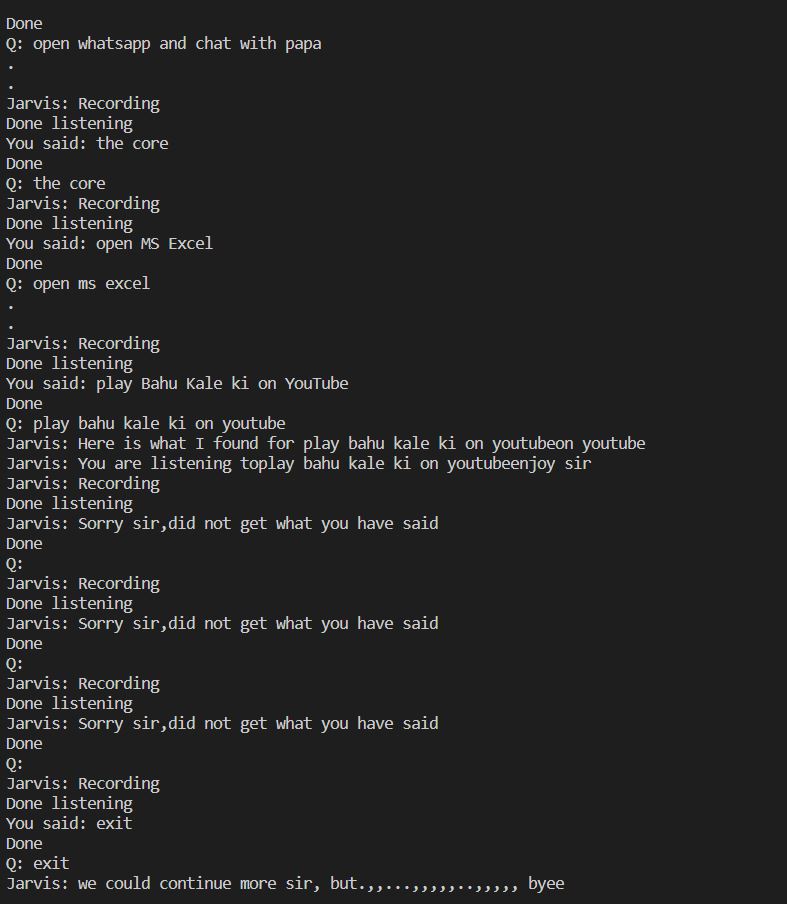 Done
Q: open whatsapp and chat with papa
.
.
Jarvis: Recording
Done listening
You said: the core
Done
Q: the core
Jarvis: Recording
Done listening
You said: open MS Excel
Done
Q: open ms excel
.
.
Jarvis: Recording
Done listening
You said: play Bahu Kale ki on YouTube
Done
Q: play bahu kale ki on youtube
Jarvis: Here is what I found for play bahu kale ki on youtubeon youtube
Jarvis: You are listening toplay bahu kale ki on youtubeenjoy sir
Jarvis: Recording
Done listening
Jarvis: Sorry sir,did not get what you have said
Done
Q:
Jarvis: Recording
Done listening
Jarvis: Sorry sir,did not get what you have said
Done
Q:
Jarvis: Recording
Done listening
Jarvis: Sorry sir,did not get what you have said
Done
Q:
Jarvis: Recording
Done listening
You said: exit
Done
Q: exit
Jarvis: we could continue more sir, but.,,...,,,,,..,,,,, byee